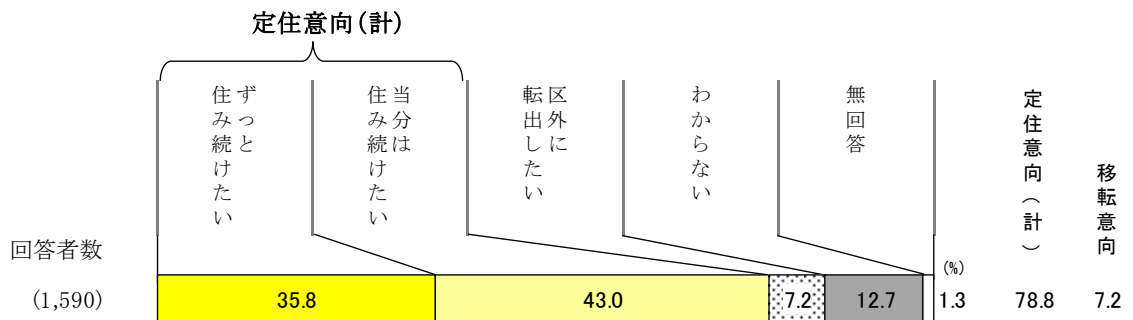 定住意向(計)
ずっと
住み続けたい
当分は
住み続けたい
区外に
転出したい
わからない
無回答
定住意向(計)
移転意向
回答者数
(%)
(1,590)
35.8
43.0
7.2
12.7
1.3
78.8
7.2